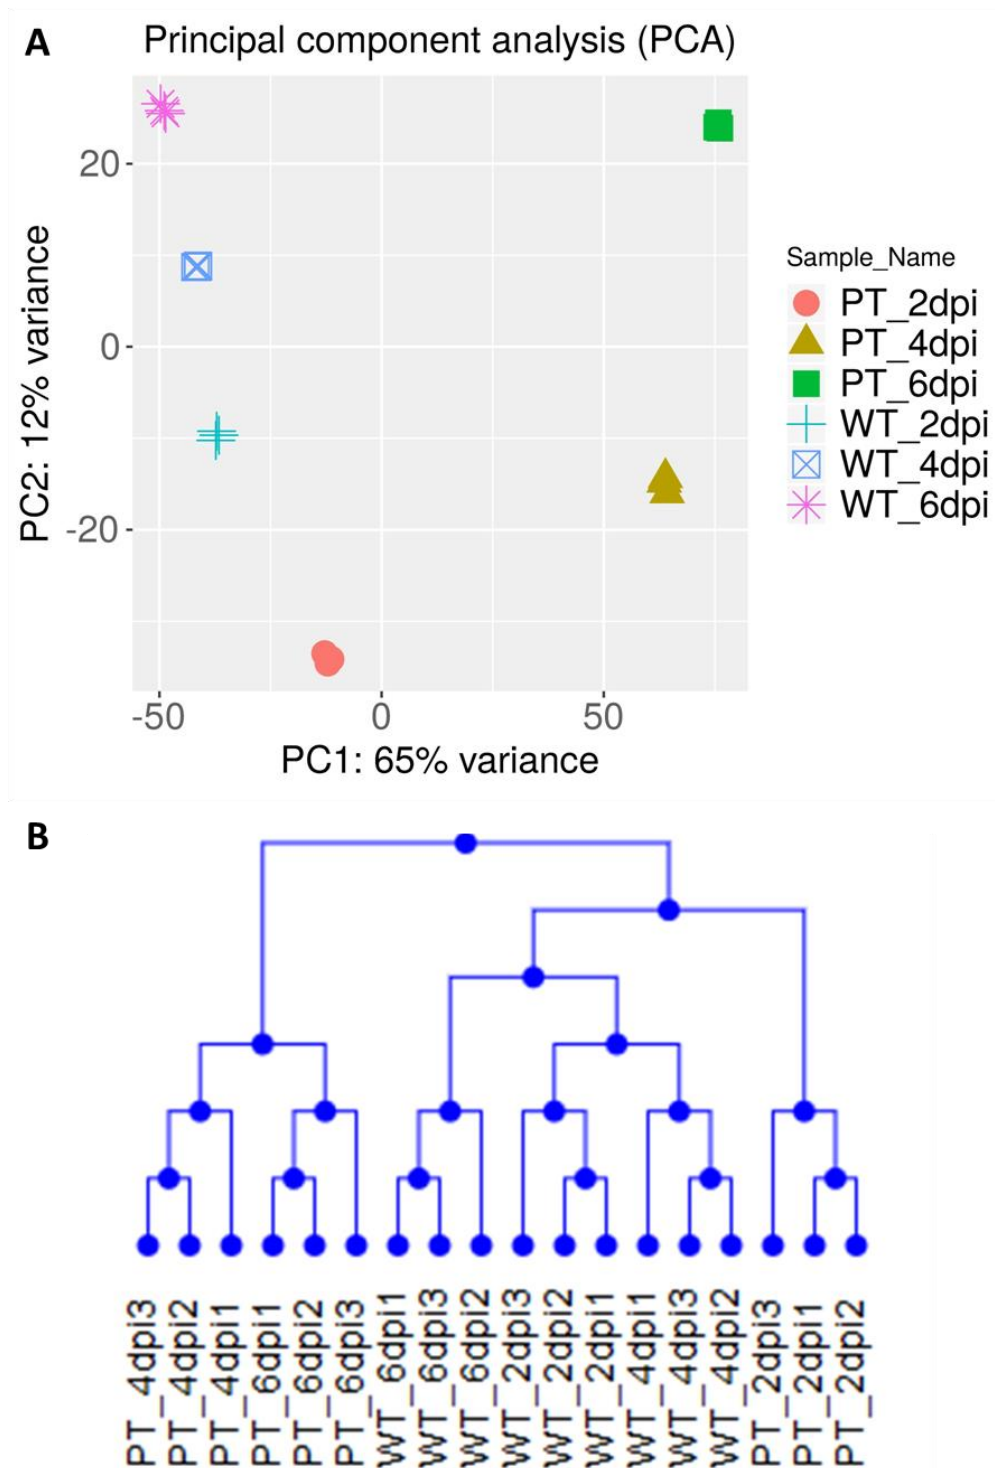 A
Principal component analysis (PCA)
20
0
-20
PC2: 12% variance
-50 0 50
PC1: 65% variance
Sample_Name
PT_2dpi
PT_4dpi
PT_6dpi
WT_2dpi
WT_4dpi
WT_6dpi
B
PT_4dpi3
PT_4dpi2
PT_4dpi1
PT_6dpi1
PT_6dpi2
PT_6dpi3
WT_6dpi1
WT_6dpi3
WT_6dpi2
WT_2dpi3
WT_2dpi2
WT_2dpi1
WT_4dpi1
WT_4dpi3
WT_4dpi2
PT_2dpi3
PT_2dpi1
PT_2dpi2